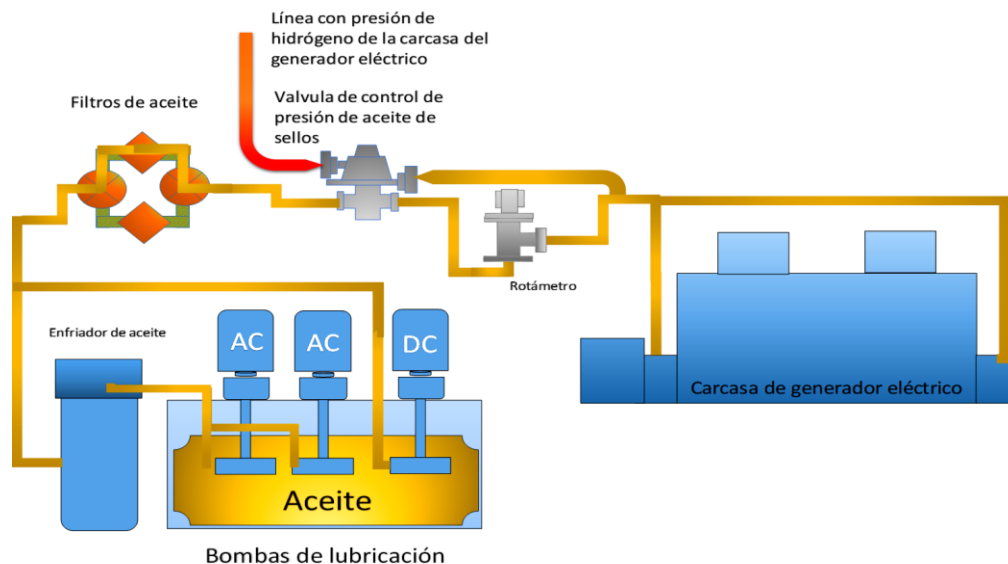 Línea con presión de
hidrógeno de la carcasa del
generador eléctrico
Filtros de aceite
Valvula de control de
presión de aceite de
sellos
Rotámetro
Enfriador de aceite
AC
AC
DC
Carcasa de generador eléctrico
Aceite
Bombas de lubricación